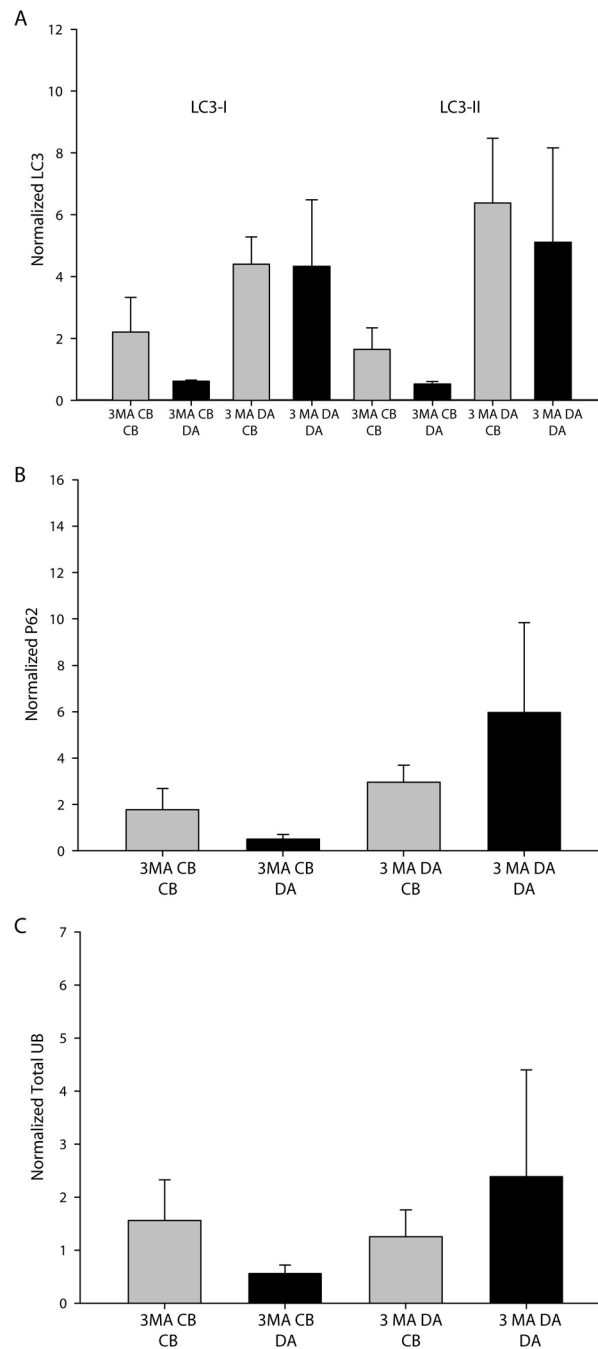 A
12
10
8
6
4
2
0
Normalized LC3
LC3-I
LC3-II
3MA CB 3MA CB 3 MA DA 3 MA DA 3MA CB 3MA CB 3 MA DA 3 MA DA
CB DA CB DA CB DA CB DA
B
16
14
12
10
8
6
4
2
0
Normalized P62
3MA CB 3MA CB 3 MA DA 3 MA DA
CB DA CB DA
C
7
6
5
4
3
2
1
0
Normalized Total UB
3MA CB 3MA CB 3 MA DA 3 MA DA
CB DA CB DA